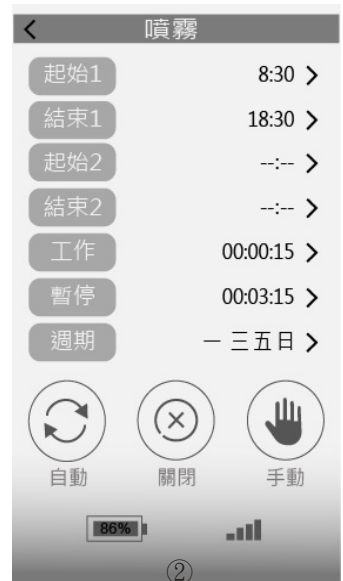 噴霧
起始1 8:30
結束1 18:30
起始2 --:--
結束2 --:--
工作 00:00:15
暫停 00:03:15
週期 一 三 五 日
自動 關閉 手動
86%
②